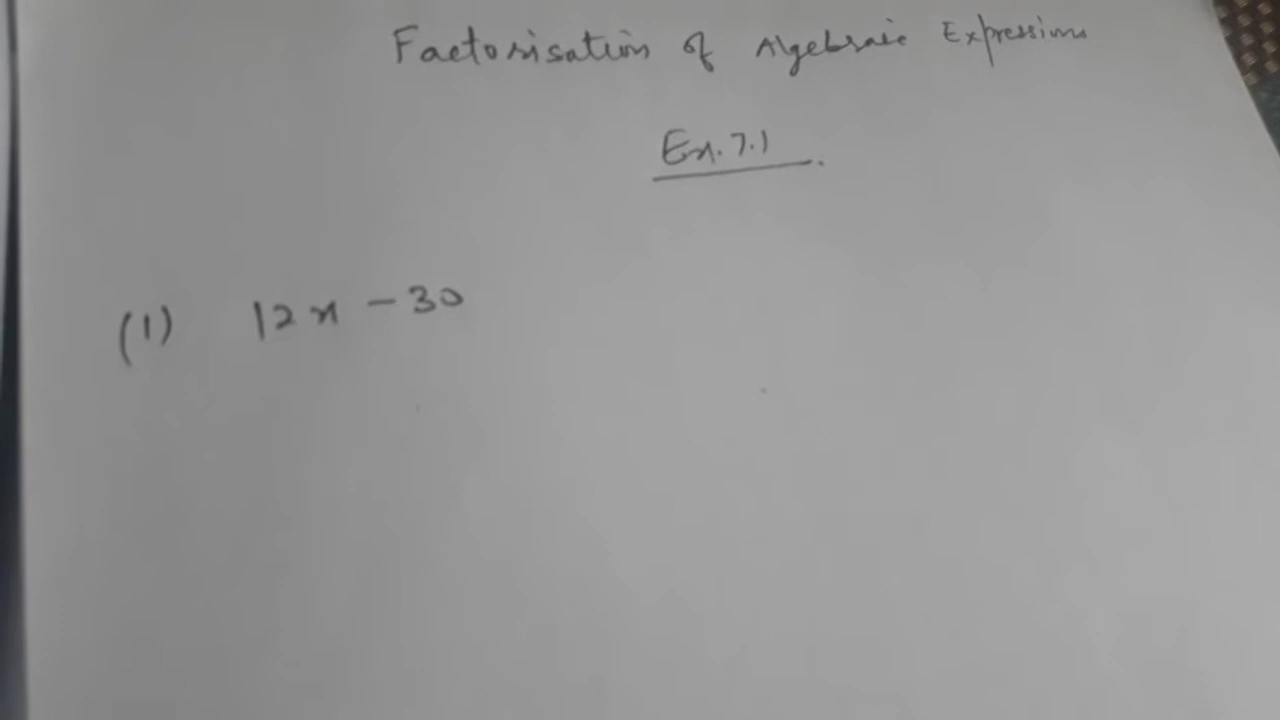 Factorisation of Algebraic Expressions
Ex. 7.1
(1) 12x - 30